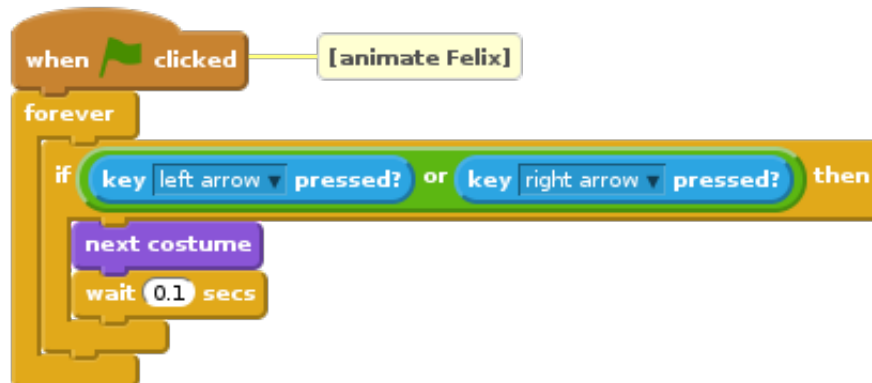 when clicked [animate Felix]
forever
if key left arrow pressed? or key right arrow pressed? then
next costume
wait 0.1 secs